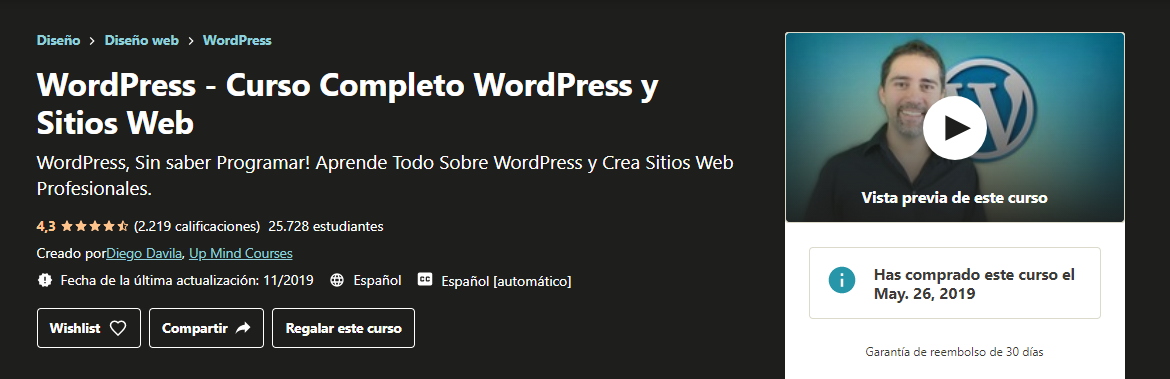 Diseño > Diseño web > WordPress
WordPress - Curso Completo WordPress y
Sitios Web
WordPress, Sin saber Programar! Aprende Todo Sobre WordPress y Crea Sitios Web
Profesionales.
4,3 (2.219 calificaciones) 25.728 estudiantes
Creado porDiego Davila, Up Mind Courses
Fecha de la última actualización: 11/2019 Español CC Español [automático]
Wishlist Compartir Regalar este curso
W
Vista previa de este curso
Has comprado este curso el
May. 26, 2019
Garantía de reembolso de 30 días